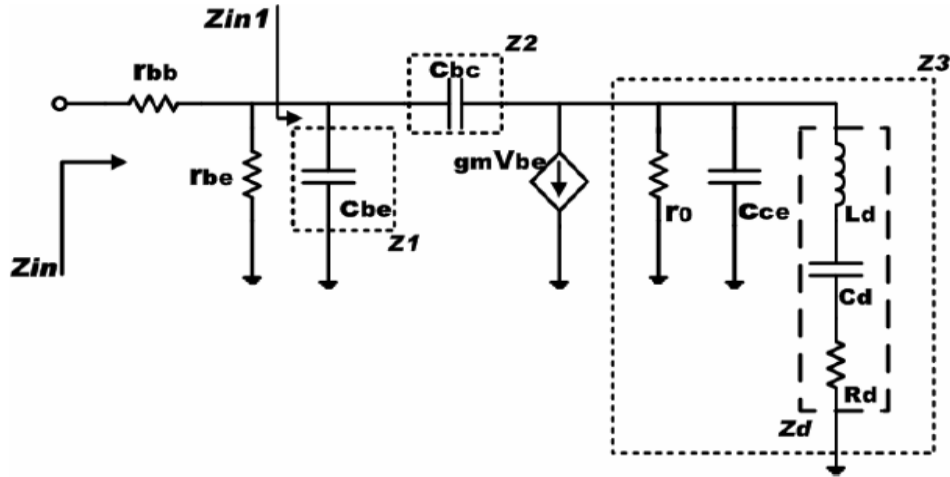 Zin1
Z2
Z3
rbb
Cbc
rbe
Cbe
Z1
gmVbe
r0
Cce
Ld
Cd
Rd
Zd
Zin